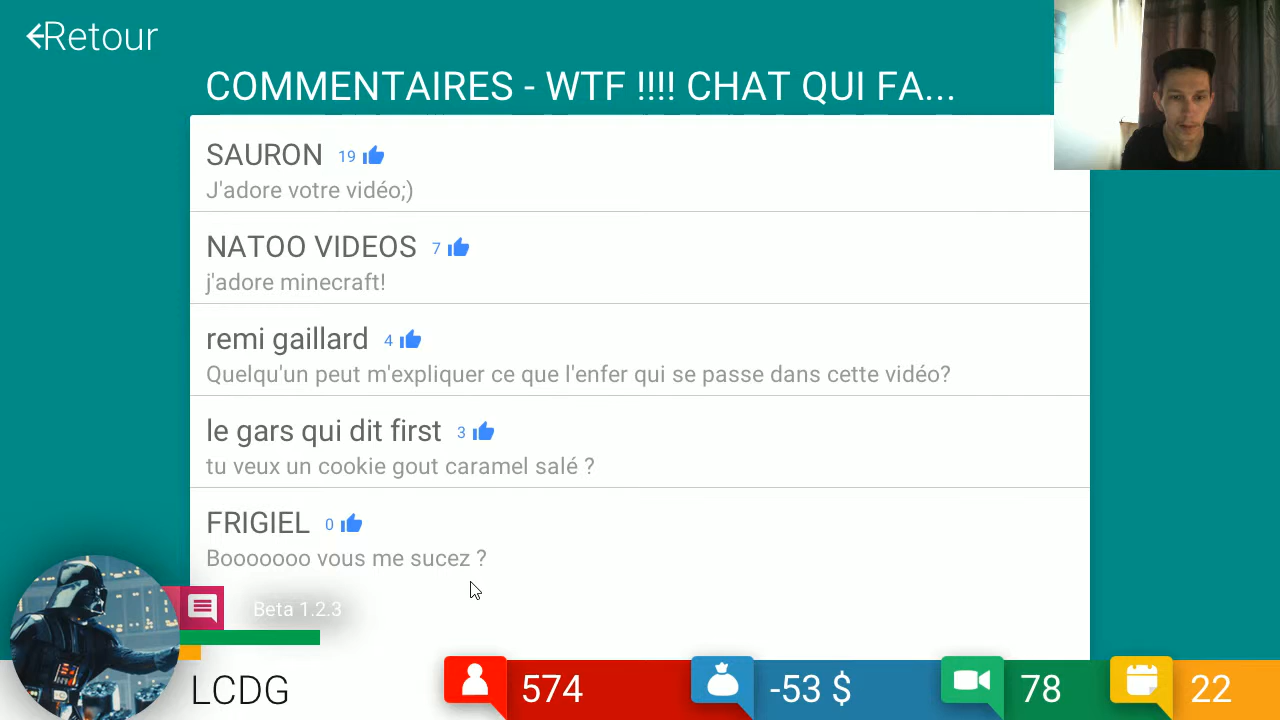 Retour
COMMENTAIRES - WTF !!!! CHAT QUI FA...
SAURON 19
J'adore votre vidéo;)
NATOO VIDEOS 7
j'adore minecraft!
remi gaillard 4
Quelqu'un peut m'expliquer ce que l'enfer qui se passe dans cette vidéo?
le gars qui dit first 3
tu veux un cookie gout caramel salé ?
FRIGIEL 0
Booooooo vous me sucez ?
Beta 1.2.3
LCDG
574
-53 $
78
22